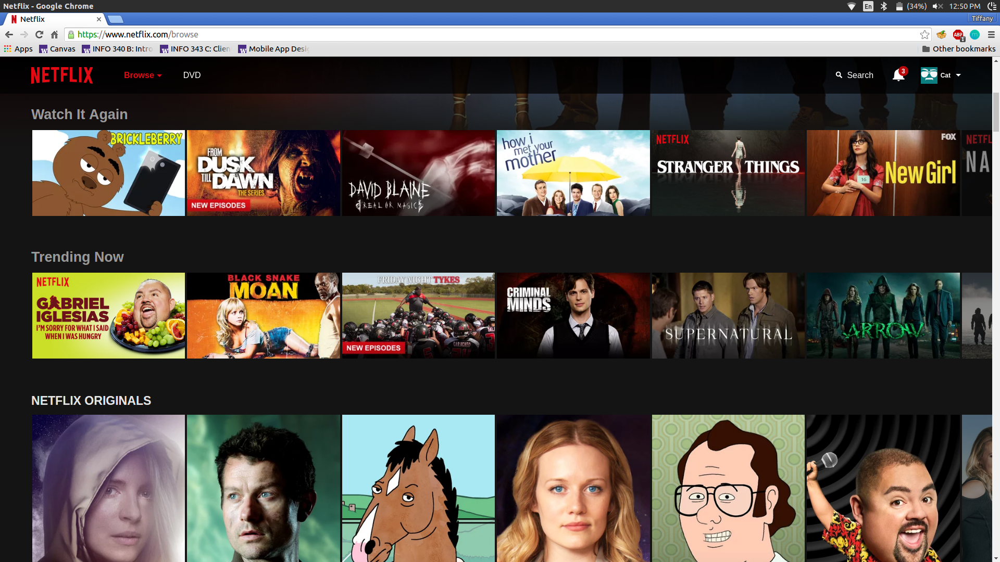 Netflix - Google Chrome
En
(34%)
12:50 PM
Netflix
Tiffany
https://www.netflix.com/browse
ABP
1
m
Apps
W Canvas
W INFO 340 B: Intro
W INFO 343 C: Clien
W Mobile App Desig
Other bookmarks
NETFLIX
Browse
DVD
Search
3
Cat
Watch It Again
BRICKLEBERRY
3
FROM
DUSK
TILL DAWN
THE SERIES
NEW EPISODES
DAVID BLAINE
REAL OR MAGIC
how i
met your
mother
NETFLIX
STRANGER THINGS
FOX
New Girl
16
NETFL
NA
Trending Now
NETFLIX
GABRIEL
IGLESIAS
I'M SORRY FOR WHAT I SAID
WHEN I WAS HUNGRY
BLACK SNAKE
MOAN
FRIDAY NIGHT TYKES
NEW EPISODES
CRIMINAL
MINDS
SUPERNATURAL
ARROW
NETFLIX ORIGINALS